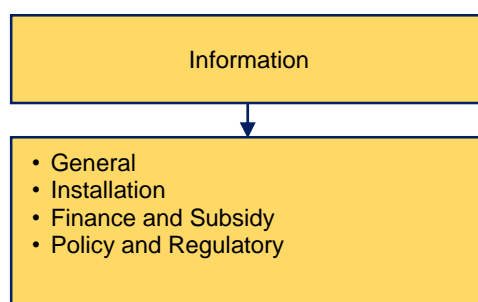 Information
• General
• Installation
• Finance and Subsidy
• Policy and Regulatory